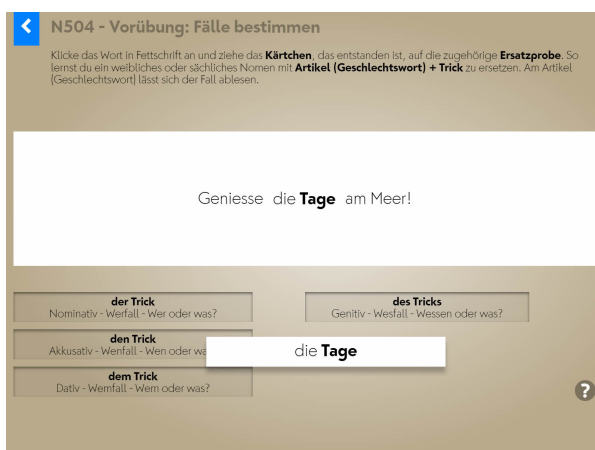 N504 - Vorübung: Fälle bestimmen
Klicke das Wort in Fettschrift an und ziehe das Kärtchen, das entstanden ist, auf die zugehörige Ersatzprobe. So
lernst du ein weibliches oder sächliches Nomen mit Artikel (Geschlechtswort) + Trick zu ersetzen. Am Artikel
(Geschlechtswort) lässt sich der Fall ablesen.
Geniesse die Tage am Meer!
der Trick
Nominativ - Werfall - Wer oder was?
des Tricks
Genitiv - Wesfall - Wessen oder was?
den Trick
Akkusativ - Wenfall - Wen oder
die Tage
dem Trick
Dativ - Wemfall - Wem oder was?
?